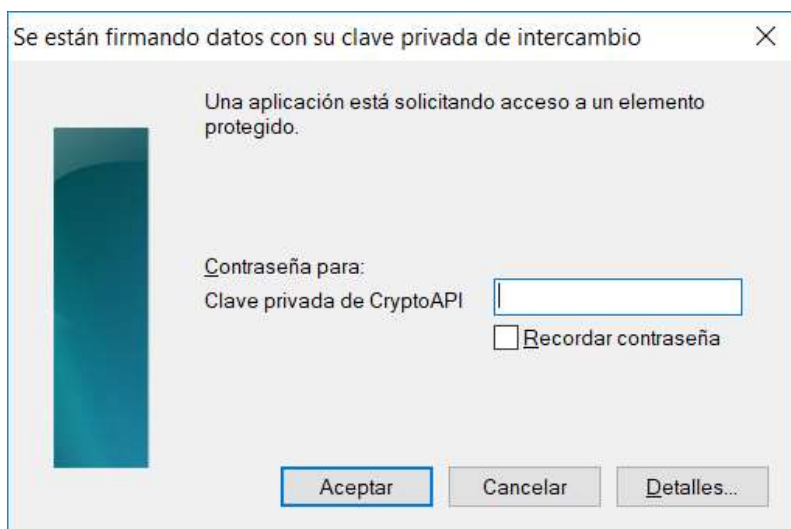 Se están firmando datos con su clave privada de intercambio
Una aplicación está solicitando acceso a un elemento
protegido.
Contraseña para:
Clave privada de CryptoAPI
Recordar contraseña
Aceptar
Cancelar
Detalles...